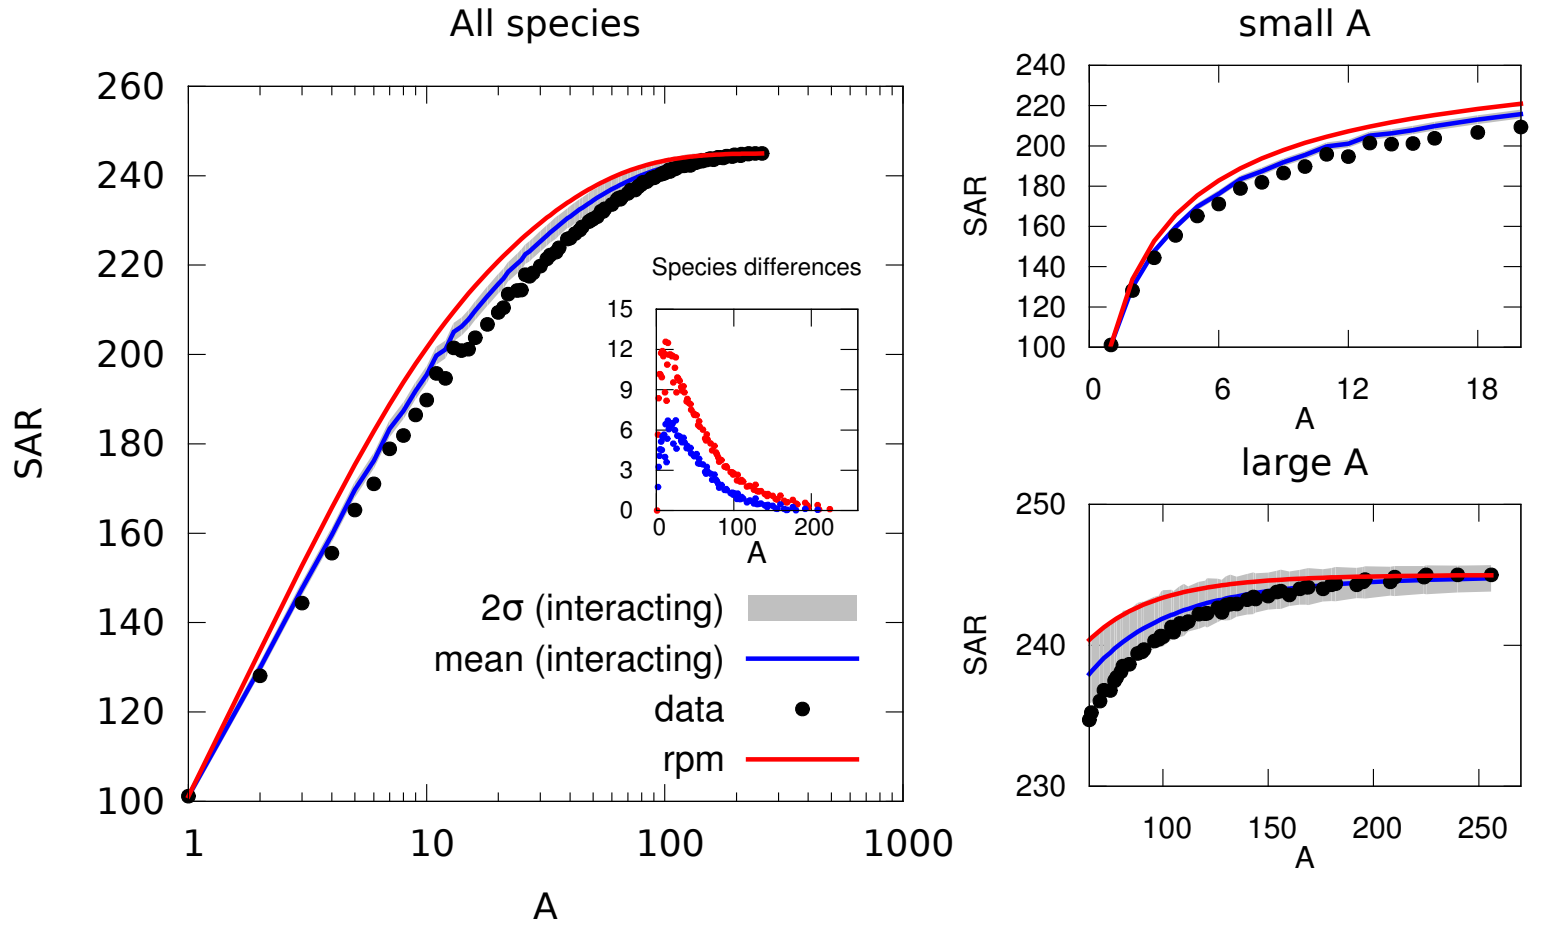 All species
SAR
260
240
220
200
180
160
140
120
100
1 10 100 1000
A
Species differences
15
12
9
6
3
0
0 100 200
A
2σ (interacting)
mean (interacting)
data
rpm
small A
SAR
240
220
200
180
160
140
120
100
0 6 12 18
A
large A
SAR
250
240
230
100 150 200 250
A